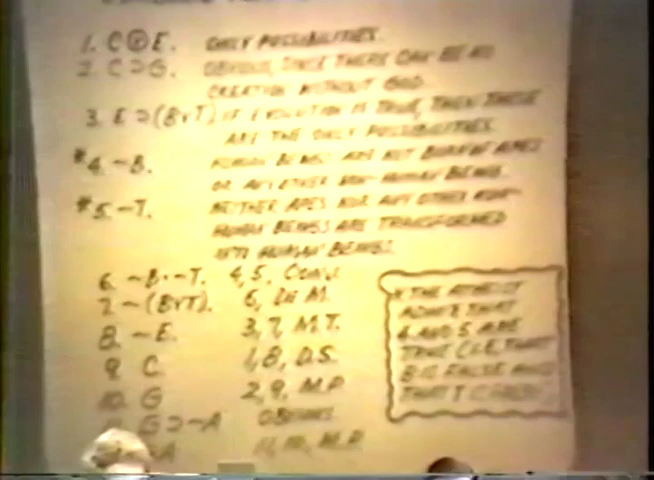 1. C Ⓥ E. ONLY POSSIBILITIES.
2. C ⊃ G. OBVIOUS, SINCE THERE CAN BE NO
CREATION WITHOUT GOD.
3. E ⊃ (B v T) IF EVOLUTION IS TRUE, THEN THESE
ARE THE ONLY POSSIBILITIES.
*4. ~B. HUMAN BEINGS ARE NOT BORN OF APES
OR ANY OTHER NON-HUMAN BEINGS.
*5. ~T. NEITHER APES NOR ANY OTHER NON-
HUMAN BEINGS ARE TRANSFORMED
INTO HUMAN BEINGS.
6. ~B · ~T. 4, 5, CONJ.
7. ~(B v T). 6, DE M.
8. ~E. 3, 7, M.T.
9. C. 1, 8, D.S.
10. G 2, 9, M.P.
G ⊃ ~A OBVIOUS.
A 11, 10, M.P.
* THE ATHEIST
ADMITS THAT
4 AND 5 ARE
TRUE (I.E. THAT
B IS FALSE AND
THAT T IS FALSE)